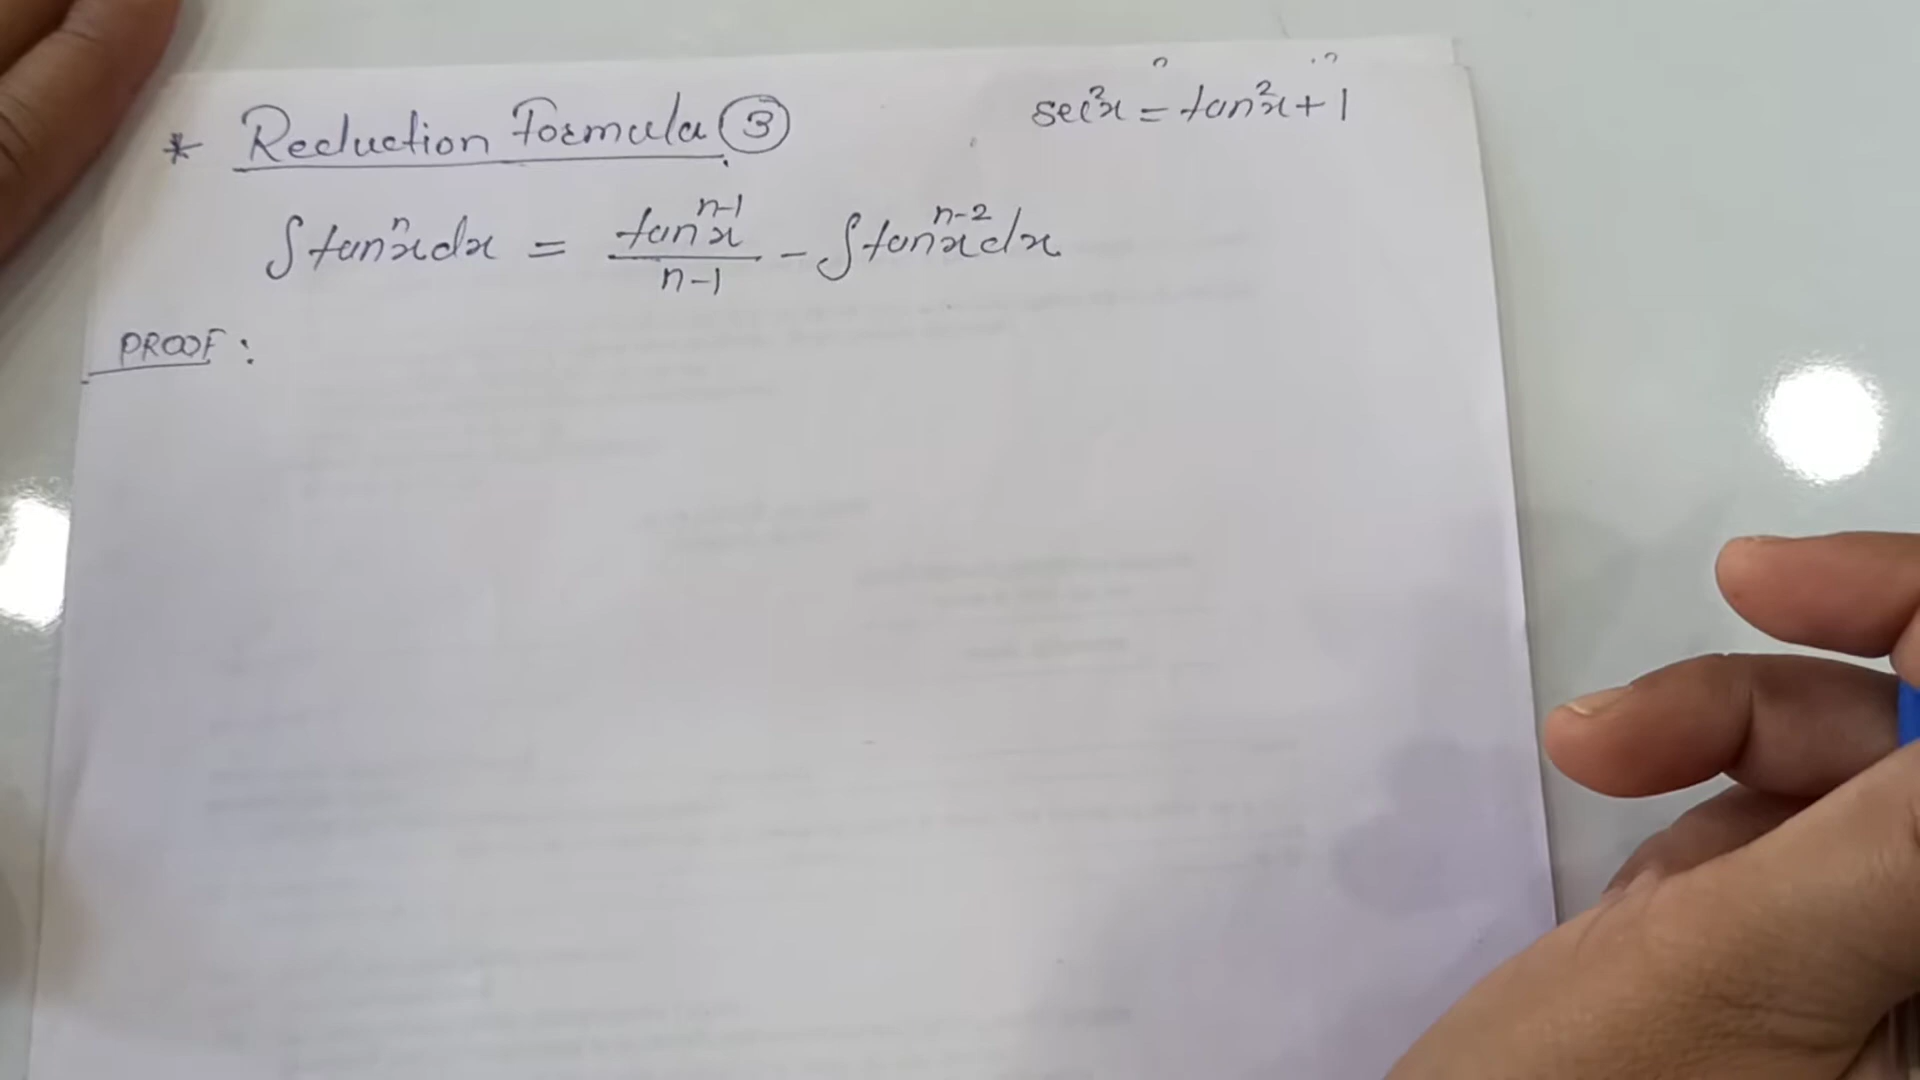 * Reduction Formula ③
sec²x = tan²x + 1
∫tanⁿx dx = tanⁿ⁻¹x / n-1 - ∫tanⁿ⁻²x dx
PROOF :